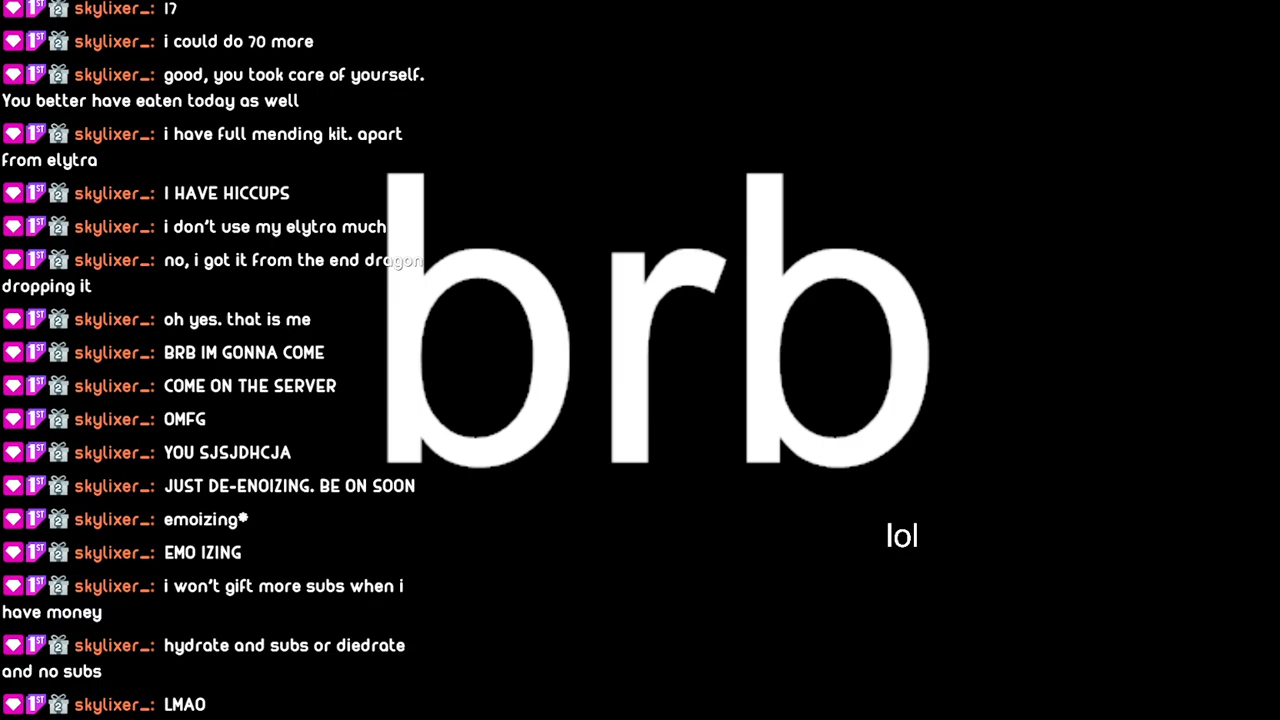 skylixer_: 17
skylixer_: i could do 70 more
skylixer_: good, you took care of yourself.
You better have eaten today as well
skylixer_: i have full mending kit. apart
from elytra
skylixer_: I HAVE HICCUPS
skylixer_: i don't use my elytra much
skylixer_: no, i got it from the end dragon
dropping it
skylixer_: oh yes. that is me
skylixer_: BRB IM GONNA COME
skylixer_: COME ON THE SERVER
skylixer_: OMFG
skylixer_: YOU SJSJDHCJA
skylixer_: JUST DE-ENOIZING. BE ON SOON
skylixer_: emoizing*
skylixer_: EMO IZING
skylixer_: i won't gift more subs when i
have money
skylixer_: hydrate and subs or diedrate
and no subs
skylixer_: LMAO
brb
lol